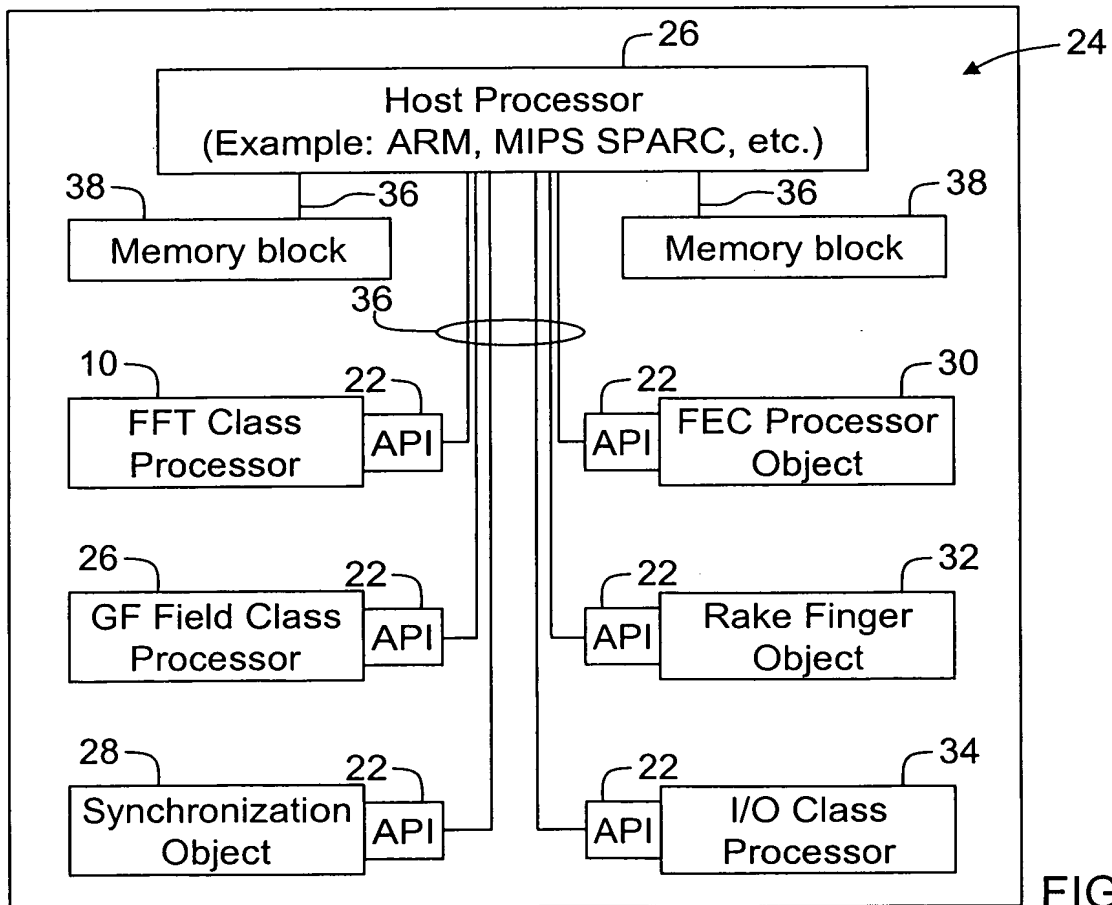 26
24
Host Processor
(Example: ARM, MIPS SPARC, etc.)
38
36
36
38
Memory block
Memory block
36
10
22
22
30
FFT Class
Processor
API
API
FEC Processor
Object
26
22
22
32
GF Field Class
Processor
API
API
Rake Finger
Object
28
22
22
34
Synchronization
Object
API
API
I/O Class
Processor
FIG